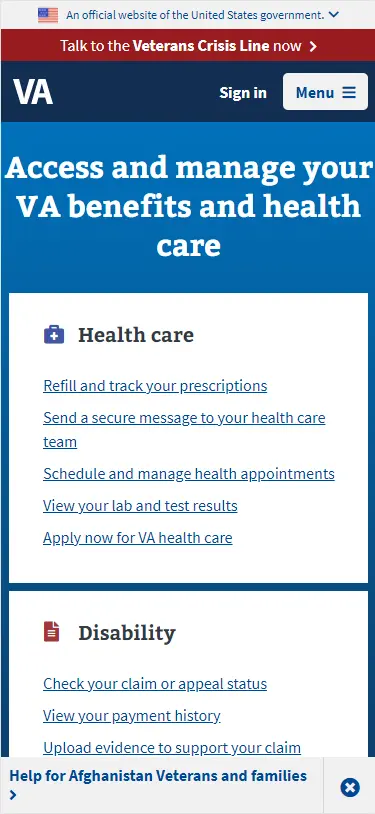 An official website of the United States government.
Talk to the Veterans Crisis Line now
VA
Sign in
Menu
Access and manage your
VA benefits and health
care
Health care
Refill and track your prescriptions
Send a secure message to your health care
team
Schedule and manage health appointments
View your lab and test results
Apply now for VA health care
Disability
Check your claim or appeal status
View your payment history
Upload evidence to support your claim
Help for Afghanistan Veterans and families